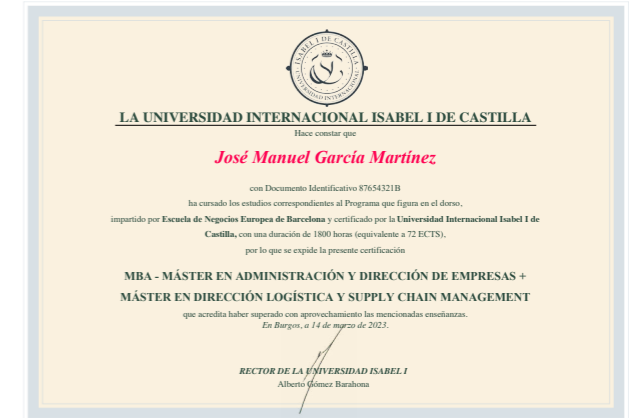 ISABEL I DE CASTILLA
UNIVERSIDAD INTERNACIONAL
LA UNIVERSIDAD INTERNACIONAL ISABEL I DE CASTILLA
Hace constar que
José Manuel García Martínez
con Documento Identificativo 87654321B
ha cursado los estudios correspondientes al Programa que figura en el dorso,
impartido por Escuela de Negocios Europea de Barcelona y certificado por la Universidad Internacional Isabel I de
Castilla, con una duración de 1800 horas (equivalente a 72 ECTS),
por lo que se expide la presente certificación
MBA - MÁSTER EN ADMINISTRACIÓN Y DIRECCIÓN DE EMPRESAS +
MÁSTER EN DIRECCIÓN LOGÍSTICA Y SUPPLY CHAIN MANAGEMENT
que acredita haber superado con aprovechamiento las mencionadas enseñanzas.
En Burgos, a 14 de marzo de 2023.
RECTOR DE LA UNIVERSIDAD ISABEL I
Alberto Gómez Barahona